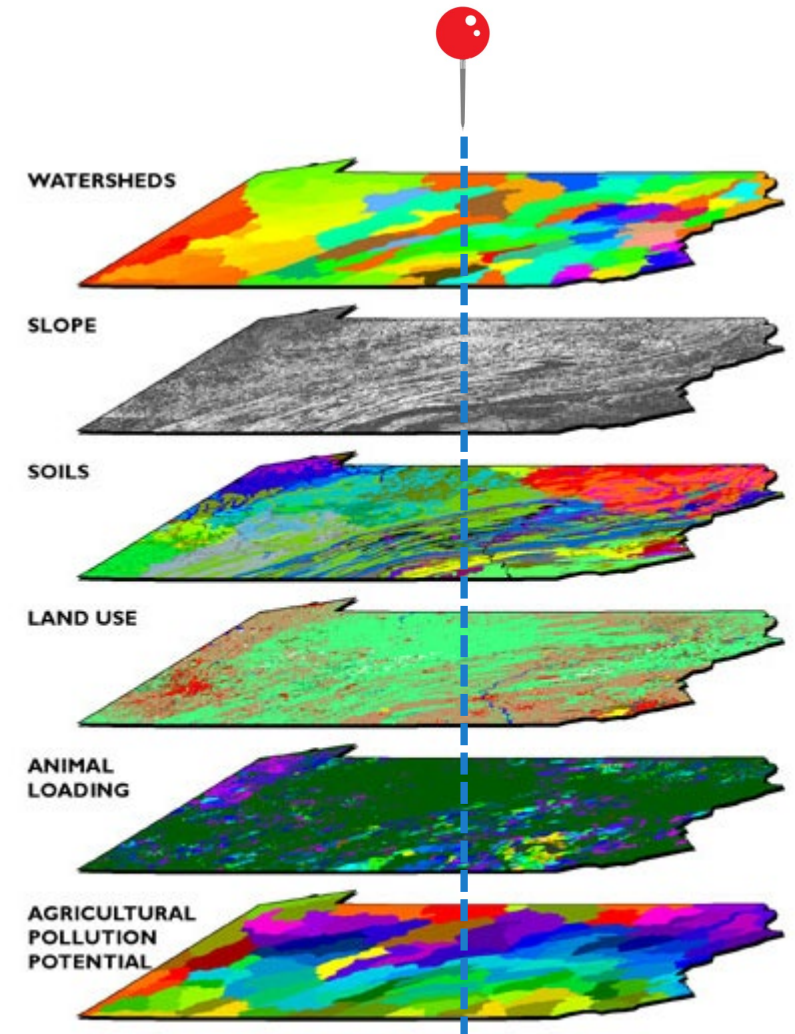 WATERSHEDS
SLOPE
SOILS
LAND USE
ANIMAL
LOADING
AGRICULTURAL
POLLUTION
POTENTIAL